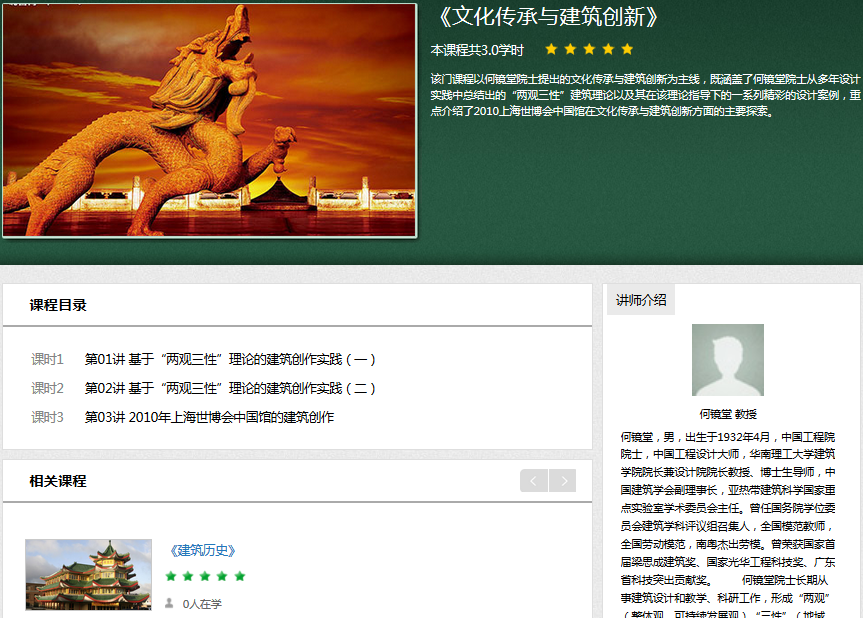 《文化传承与建筑创新》
本课程共3.0学时
该门课程以何镜堂院士提出的文化传承与建筑创新为主线，既涵盖了何镜堂院士从多年设计
实践中总结出的“两观三性”建筑理论以及其在该理论指导下的一系列精彩的设计案例，重
点介绍了2010上海世博会中国馆在文化传承与建筑创新方面的主要探索。
课程目录
课时1 第01讲 基于“两观三性”理论的建筑创作实践（一）
课时2 第02讲 基于“两观三性”理论的建筑创作实践（二）
课时3 第03讲 2010年上海世博会中国馆的建筑创作
相关课程
《建筑历史》
0人在学
讲师介绍
何镜堂 教授
何镜堂，男，出生于1932年4月，中国工程院
院士，中国工程设计大师，华南理工大学建筑
学院院长兼设计院院长教授、博士生导师，中
国建筑学会副理事长，亚热带建筑科学国家重
点实验室学术委员会主任。曾任国务院学位委
员会建筑学科评议组召集人，全国模范教师，
全国劳动模范，南粤杰出劳模。曾荣获国家首
届梁思成建筑奖、国家光华工程科技奖、广东
省科技突出贡献奖。 何镜堂院士长期从
事建筑设计和教学、科研工作，形成“两观”
（整体观、可持续发展观）“三性”（地域